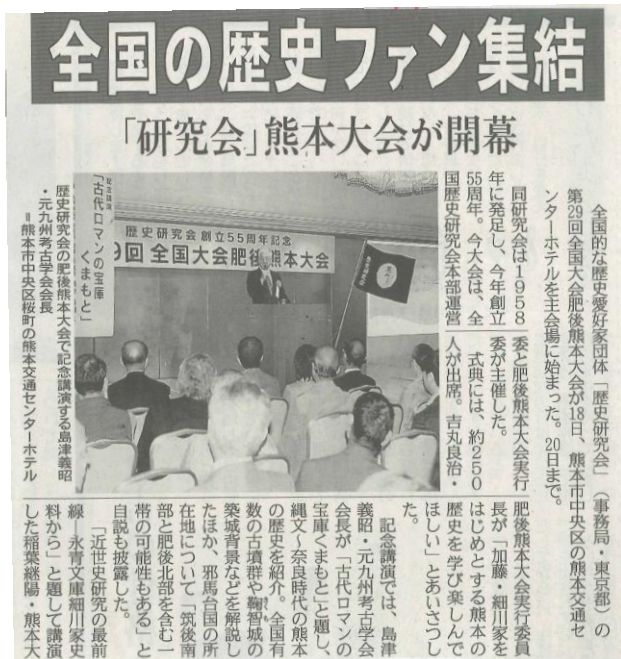 全国の歴史ファン集結
「研究会」熊本大会が開幕
全国的な歴史愛好家団体「歴史研究会」（事務局・東京都）の
第29回全国大会肥後熊本大会が18日、熊本市中央区の熊本交通セ
ンターホテルを主会場に始まった。20日まで。
同研究会は1958
年に発足し、今年創立
55周年。今大会は、全
国歴史研究会本部運営
委と肥後熊本大会実行
委が主催した。
式典には、約250
人が出席。吉丸良治・
肥後熊本大会実行委員
長が「加藤・細川家を
はじめとする熊本の
歴史を学び楽しんで
ほしい」とあいさつし
た。
記念講演では、島津
義昭・元九州考古学会
会長が「古代ロマンの
宝庫くまもと」と題し、
縄文～奈良時代の熊本
の歴史を紹介。全国有
数の古墳群や鞠智城の
築城背景などを解説し
たほか、邪馬台国の所
在地について「筑後南
部と肥後北部を含む一
帯の可能性もある」と
自説も披露した。
「近世史研究の最前
線―永青文庫細川家史
料から」と題して講演
した稲葉継陽・熊本大
記念講演
「古代ロマンの宝庫
くまもと」
歴史研究会創立55周年記念
9回 全国大会肥後熊本大会
歴史研究会の肥後熊本大会で記念講演する島津義昭
・元九州考古学会会長
＝熊本市中央区桜町の熊本交通センターホテル